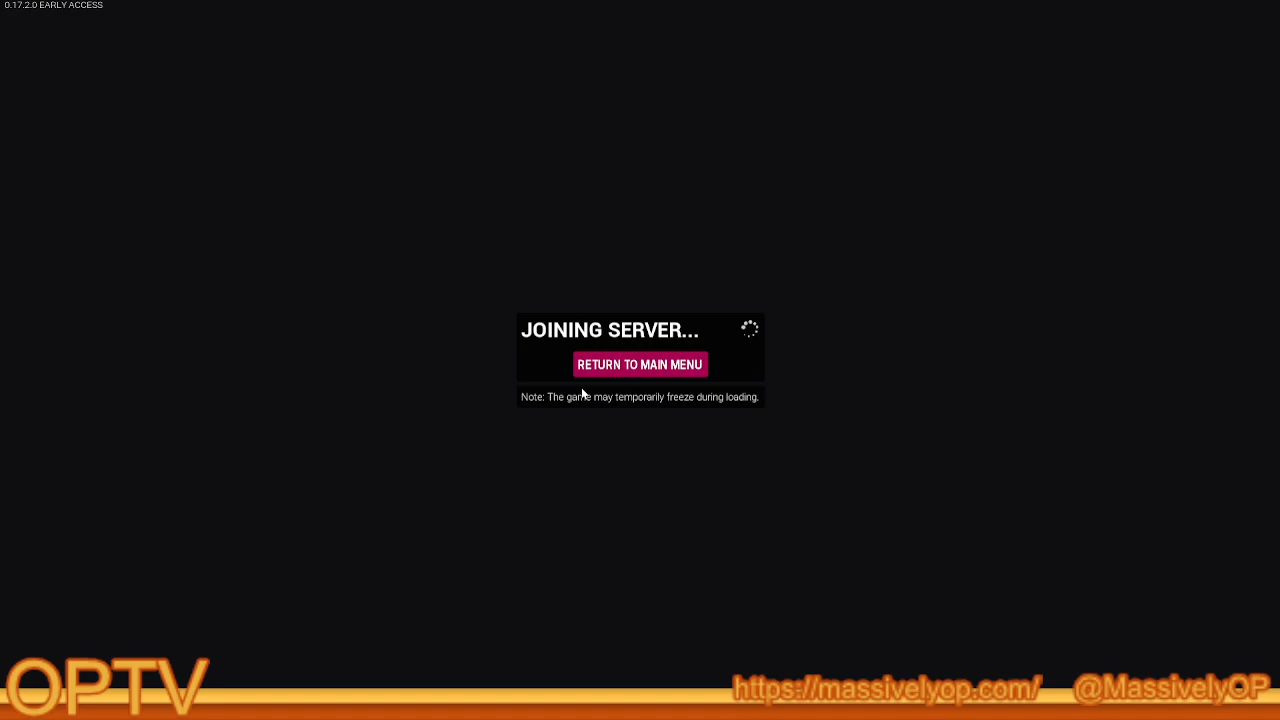 0.17.2.0 EARLY ACCESS
JOINING SERVER...
RETURN TO MAIN MENU
Note: The game may temporarily freeze during loading.
OPTV
https://massivelyop.com/ @MassivelyOP